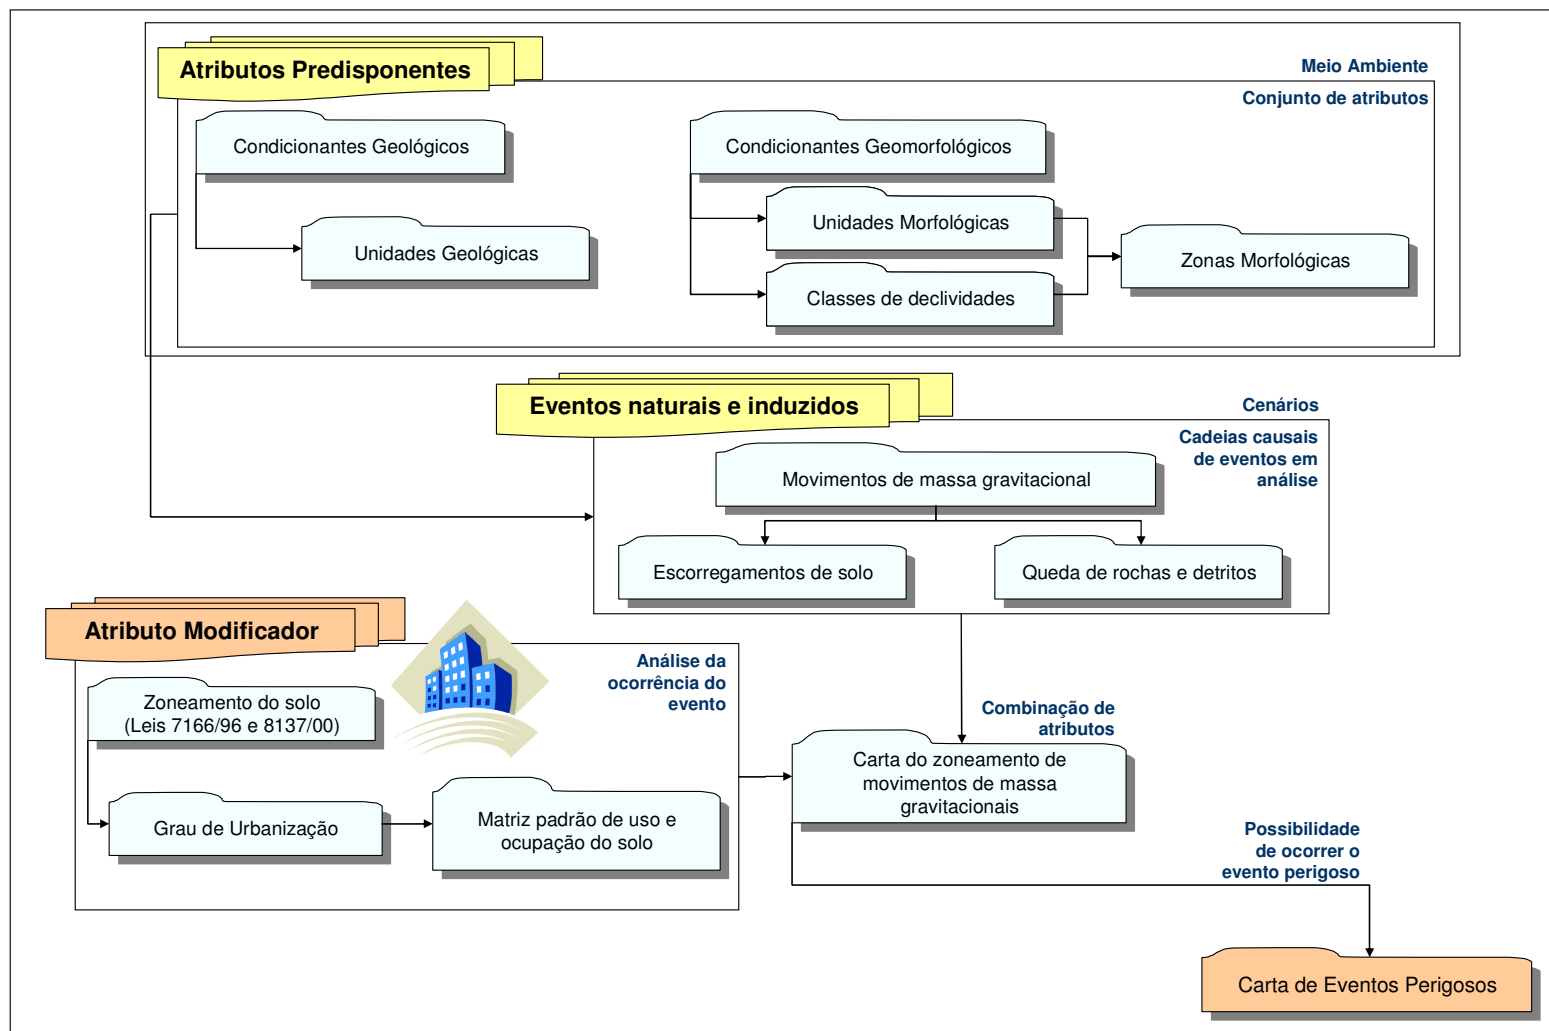 Atributos Predisponentes
Meio Ambiente
Conjunto de atributos
Condicionantes Geológicos
Condicionantes Geomorfológicos
Unidades Morfológicas
Unidades Geológicas
Zonas Morfológicas
Classes de declividades
Eventos naturais e induzidos
Cenários
Cadeias causais
de eventos em
análise
Movimentos de massa gravitacional
Escorregamentos de solo
Queda de rochas e detritos
Atributo Modificador
Análise da
ocorrência do
evento
Zoneamento do solo
(Leis 7166/96 e 8137/00)
Grau de Urbanização
Matriz padrão de uso e
ocupação do solo
Combinação de
atributos
Carta do zoneamento de
movimentos de massa
gravitacionais
Possibilidade
de ocorrer o
evento perigoso
Carta de Eventos Perigosos